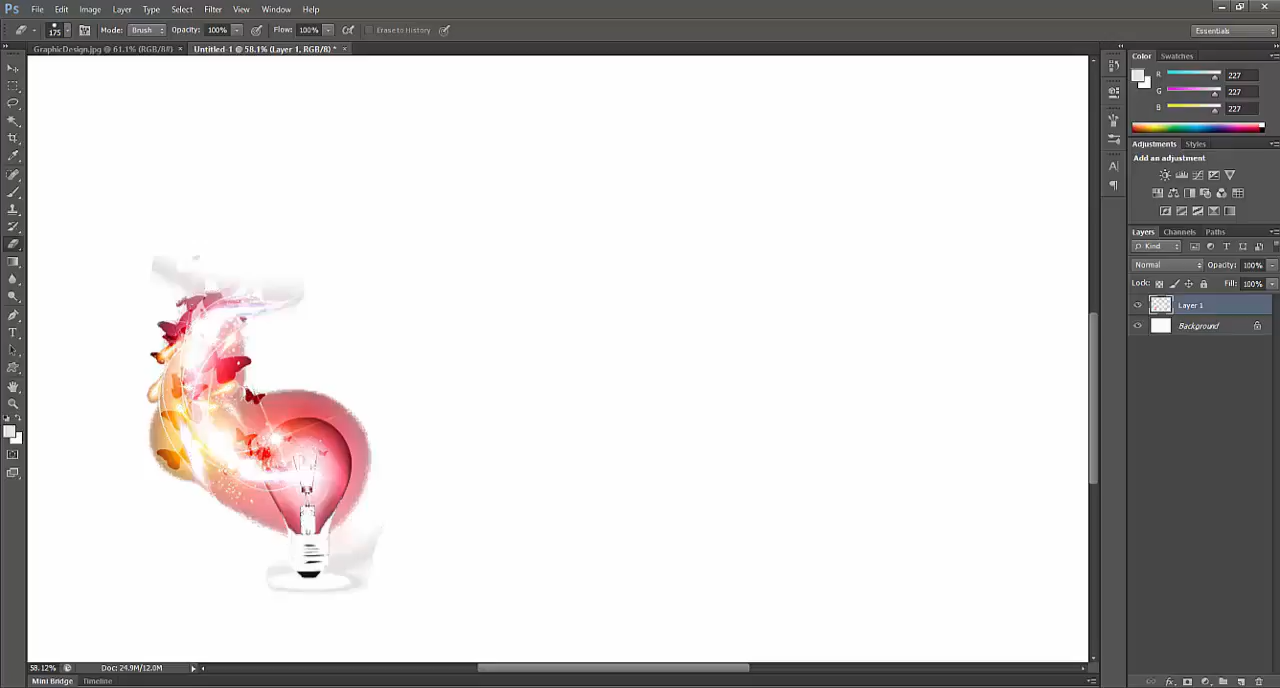 Ps File Edit Image Layer Type Select Filter View Window Help
175 Mode: Brush Opacity: 100% Flow: 100% Erase to History Essentials
GraphicDesign.jpg @ 61.1% (RGB/8#) × Untitled-1 @ 58.1% (Layer 1, RGB/8) * ×
Color Swatches
R 227
G 227
B 227
Adjustments Styles
Add an adjustment
Layers Channels Paths
Kind
Normal Opacity: 100%
Lock: Fill: 100%
Layer 1
Background
58.12% Doc: 24.9M/12.0M
Mini Bridge Timeline